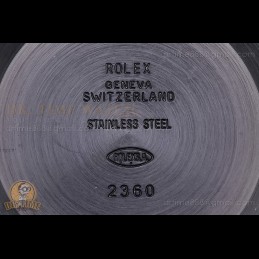 ROLEX
GENEVA
SWITZERLAND
STAINLESS STEEL
2360